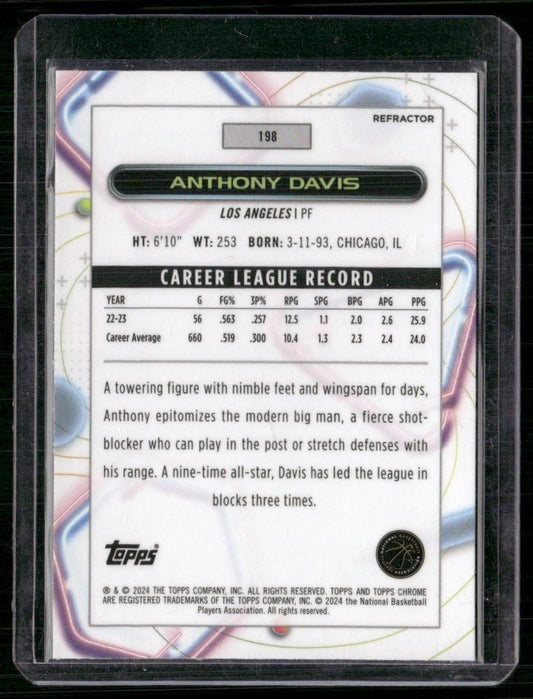 REFRACTOR
198
ANTHONY DAVIS
LOS ANGELES | PF
HT: 6'10" WT: 253 BORN: 3-11-93, CHICAGO, IL
CAREER LEAGUE RECORD
YEAR G FG% 3P% RPG SPG BPG APG PPG
22-23 56 .563 .257 12.5 1.1 2.0 2.6 25.9
Career Average 660 .519 .300 10.4 1.3 2.3 2.4 24.0
A towering figure with nimble feet and wingspan for days,
Anthony epitomizes the modern big man, a fierce shot-
blocker who can play in the post or stretch defenses with
his range. A nine-time all-star, Davis has led the league in
blocks three times.
Topps
® & © 2024 THE TOPPS COMPANY, INC. ALL RIGHTS RESERVED. TOPPS AND TOPPS CHROME
ARE REGISTERED TRADEMARKS OF THE TOPPS COMPANY, INC. © 2024 the National Basketball
Players Association. All rights reserved.